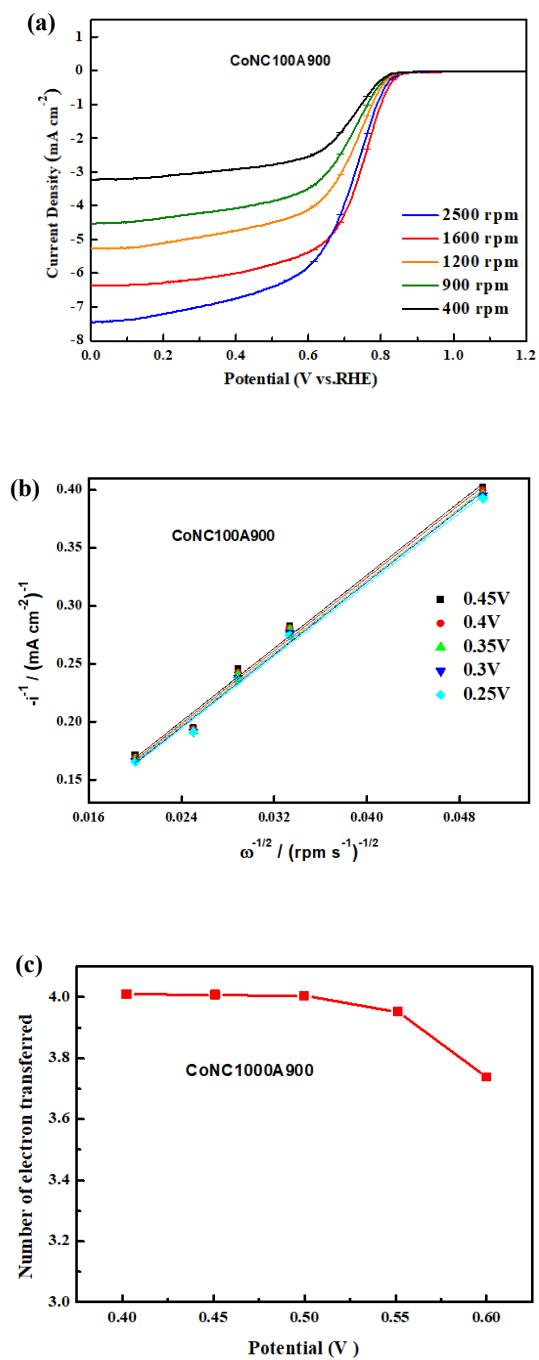 (a)
CoNC100A900
1
0
-1
-2
-3
-4
-5
-6
-7
-8
Current Density (mA cm-2)
2500 rpm
1600 rpm
1200 rpm
900 rpm
400 rpm
0.0 0.2 0.4 0.6 0.8 1.0 1.2
Potential (V vs.RHE)
(b)
CoNC100A900
0.40
0.35
0.30
0.25
0.20
0.15
-i-1 / (mA cm-2)-1
0.45V
0.4V
0.35V
0.3V
0.25V
0.016 0.024 0.032 0.040 0.048
ω-1/2 / (rpm s-1)-1/2
(c)
4.0
3.8
3.6
3.4
3.2
3.0
Number of electron transferred
CoNC1000A900
0.40 0.45 0.50 0.55 0.60
Potential (V )